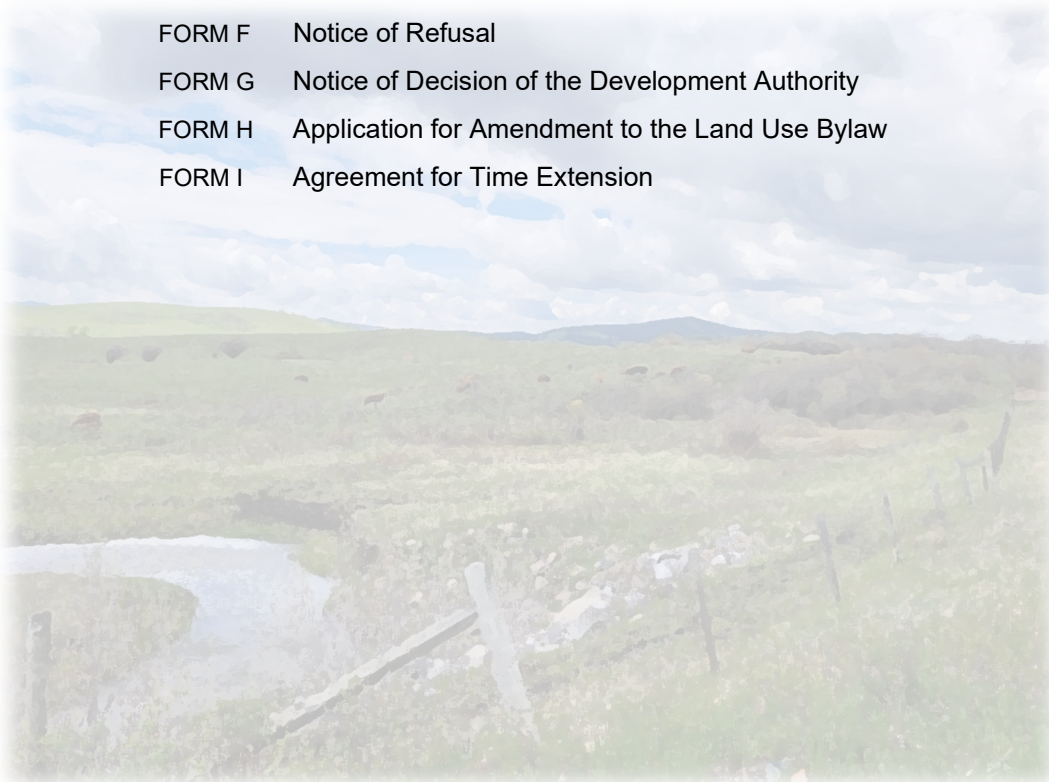 FORM F Notice of Refusal
FORM G Notice of Decision of the Development Authority
FORM H Application for Amendment to the Land Use Bylaw
FORM I Agreement for Time Extension